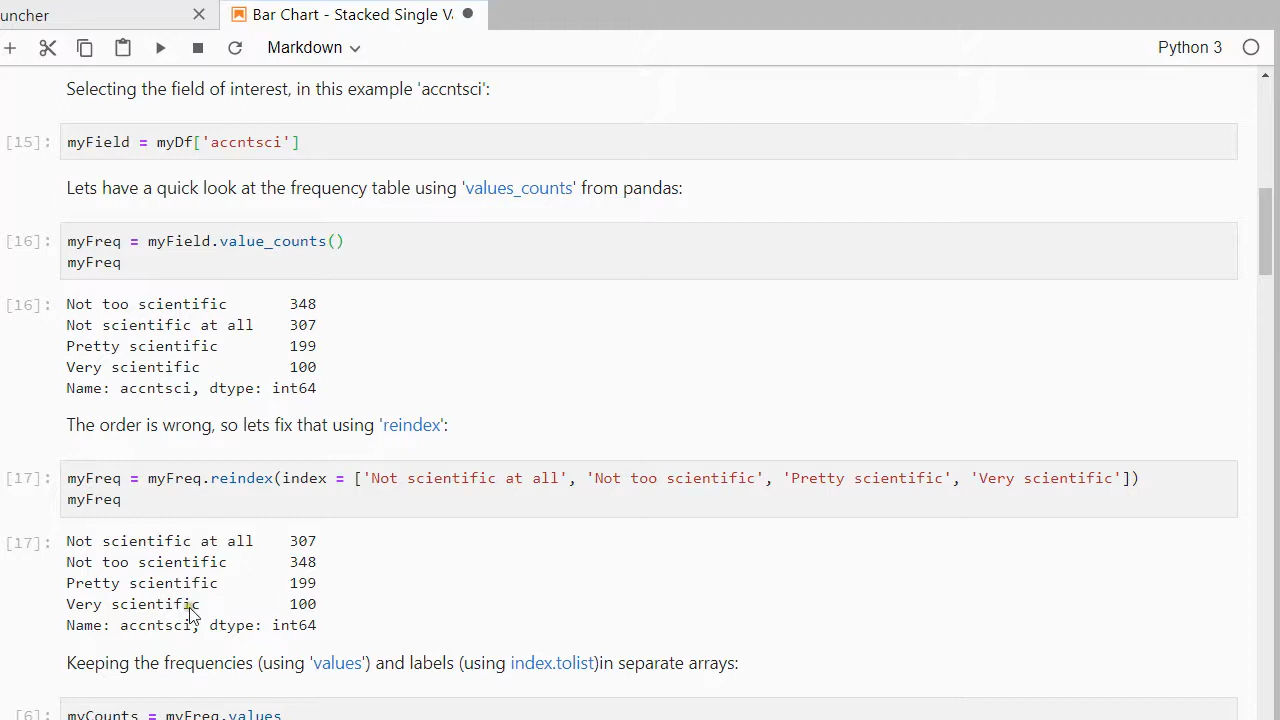 uncher
Bar Chart - Stacked Single Va
Markdown
Python 3
Selecting the field of interest, in this example 'accntsci':
[15]:
myField = myDf['accntsci']
Lets have a quick look at the frequency table using 'values_counts' from pandas:
[16]:
myFreq = myField.value_counts()
myFreq
[16]:
Not too scientific 348
Not scientific at all 307
Pretty scientific 199
Very scientific 100
Name: accntsci, dtype: int64
The order is wrong, so lets fix that using 'reindex':
[17]:
myFreq = myFreq.reindex(index = ['Not scientific at all', 'Not too scientific', 'Pretty scientific', 'Very scientific'])
myFreq
[17]:
Not scientific at all 307
Not too scientific 348
Pretty scientific 199
Very scientific 100
Name: accntsci, dtype: int64
Keeping the frequencies (using 'values') and labels (using index.tolist)in separate arrays:
[6]:
myCounts = myFreq.values